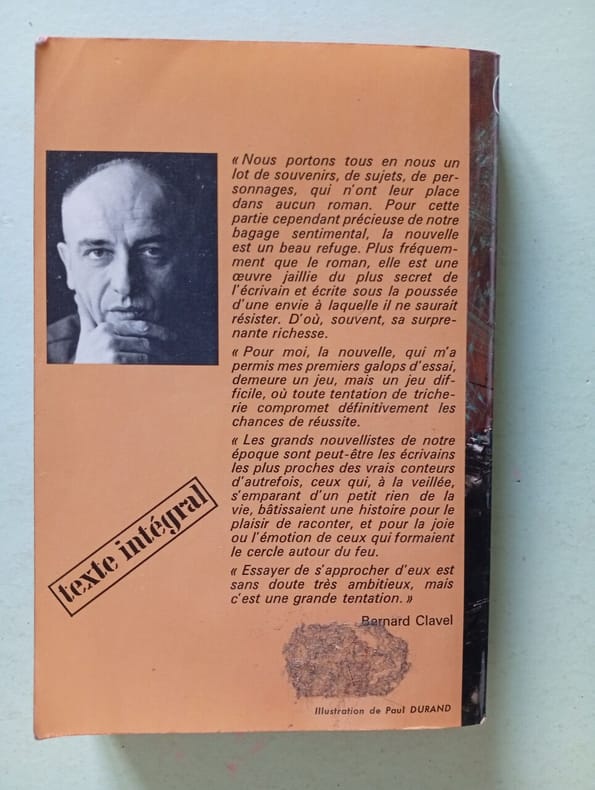 « Nous portons tous en nous un
lot de souvenirs, de sujets, de per-
sonnages, qui n'ont leur place
dans aucun roman. Pour cette
partie cependant précieuse de notre
bagage sentimental, la nouvelle
est un beau refuge. Plus fréquem-
ment que le roman, elle est une
œuvre jaillie du plus secret de
l'écrivain et écrite sous la poussée
d'une envie à laquelle il ne saurait
résister. D'où, souvent, sa surpre-
nante richesse.
« Pour moi, la nouvelle, qui m'a
permis mes premiers galops d'essai,
demeure un jeu, mais un jeu dif-
ficile, où toute tentation de triche-
rie compromet définitivement les
chances de réussite.
« Les grands nouvellistes de notre
époque sont peut-être les écrivains
les plus proches des vrais conteurs
d'autrefois, ceux qui, à la veillée,
s'emparant d'un petit rien de la
vie, bâtissaient une histoire pour le
plaisir de raconter, et pour la joie
ou l'émotion de ceux qui formaient
le cercle autour du feu.
« Essayer de s'approcher d'eux est
sans doute très ambitieux, mais
c'est une grande tentation. »
Bernard Clavel
texte intégral
Illustration de Paul DURAND